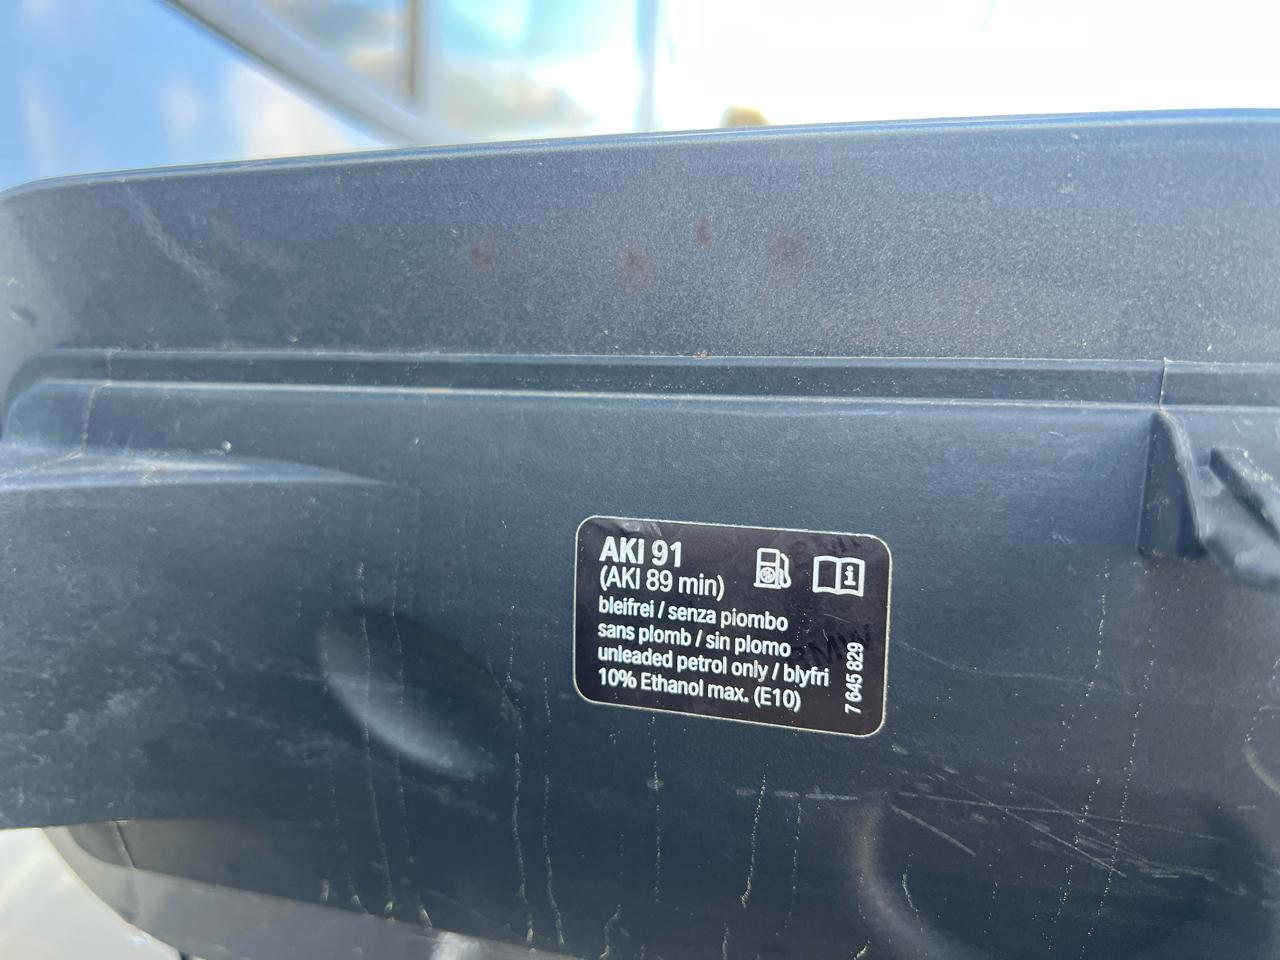 AKI 91
(AKI 89 min)
bleifrei / senza piombo
sans plomb / sin plomo
unleaded petrol only / blyfri
10% Ethanol max. (E10)
7 645 829